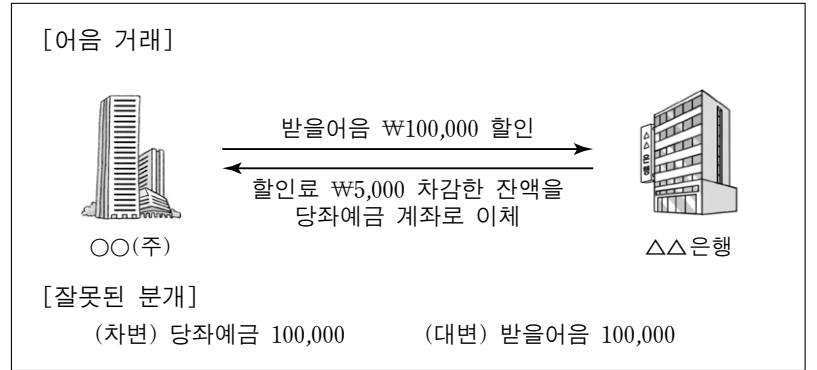 [어음 거래]
받을어음 ₩100,000 할인
할인료 ₩5,000 차감한 잔액을
당좌예금 계좌로 이체
○○(주)
△△은행
△△은행
[잘못된 분개]
(차변) 당좌예금 100,000 (대변) 받을어음 100,000